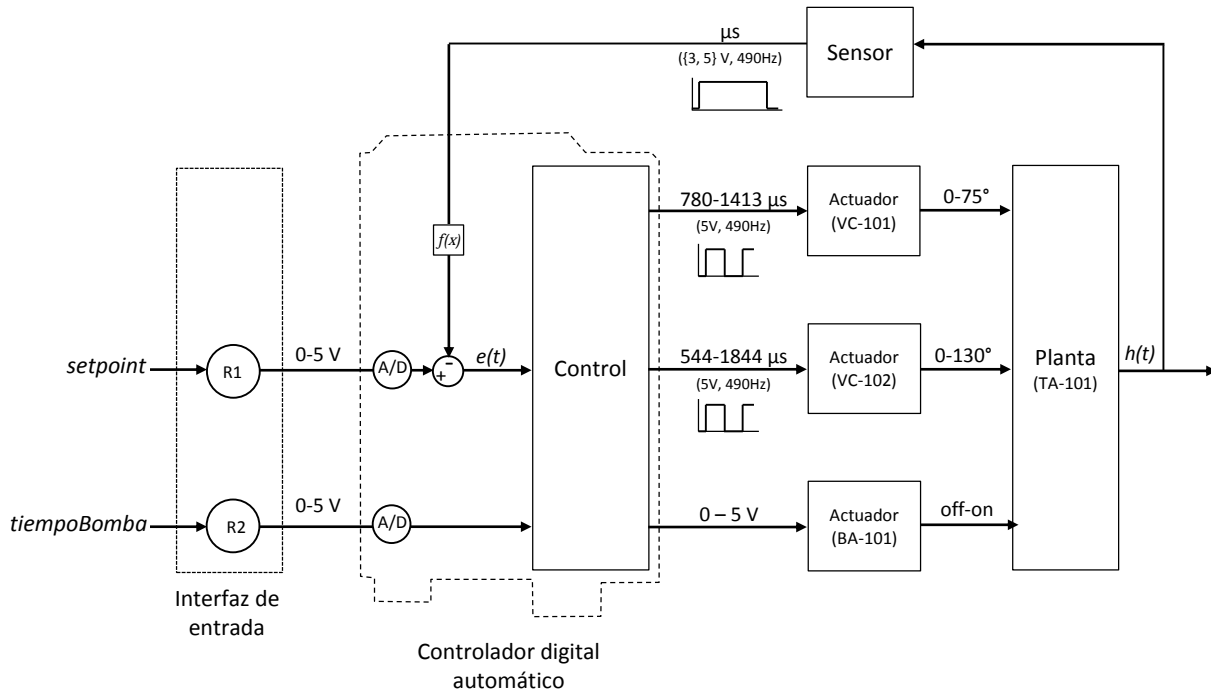 µs
({3, 5} V, 490Hz)
Sensor
780-1413 µs
(5V, 490Hz)
Actuador
(VC-101)
0-75°
f(x)
setpoint
R1
0-5 V
A/D
+
-
e(t)
Control
544-1844 µs
(5V, 490Hz)
Actuador
(VC-102)
0-130°
Planta
(TA-101)
h(t)
tiempoBomba
R2
0-5 V
A/D
0 – 5 V
Actuador
(BA-101)
off-on
Interfaz de
entrada
Controlador digital
automático